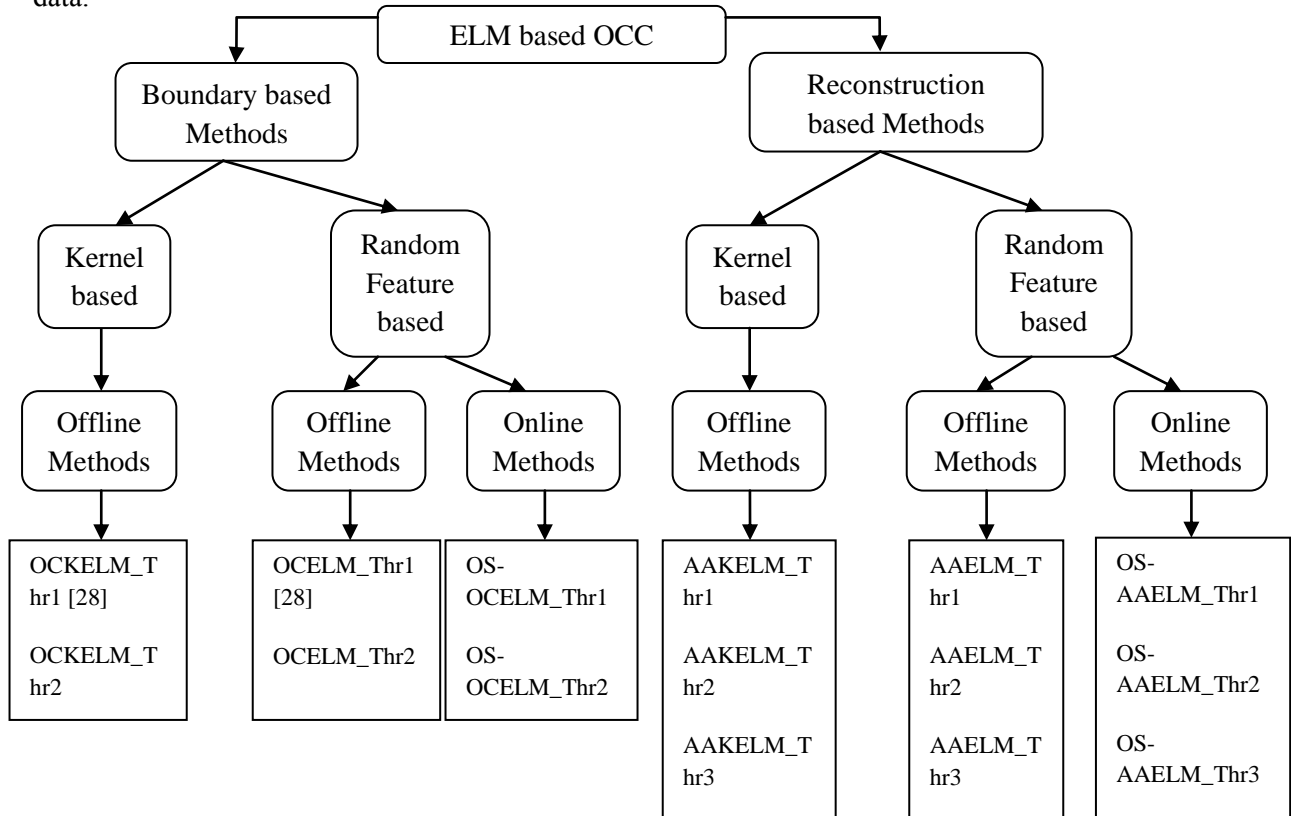 data.
ELM based OCC
Boundary based
Methods
Reconstruction
based Methods
Kernel
based
Random
Feature
based
Kernel
based
Random
Feature
based
Offline
Methods
Offline
Methods
Online
Methods
Offline
Methods
Offline
Methods
Online
Methods
OCKELM_T
hr1 [28]
OCKELM_T
hr2
OCELM_Thr1
[28]
OCELM_Thr2
OS-
OCELM_Thr1
OS-
OCELM_Thr2
AAKELM_T
hr1
AAKELM_T
hr2
AAKELM_T
hr3
AAELM_T
hr1
AAELM_T
hr2
AAELM_T
hr3
OS-
AAELM_Thr1
OS-
AAELM_Thr2
OS-
AAELM_Thr3